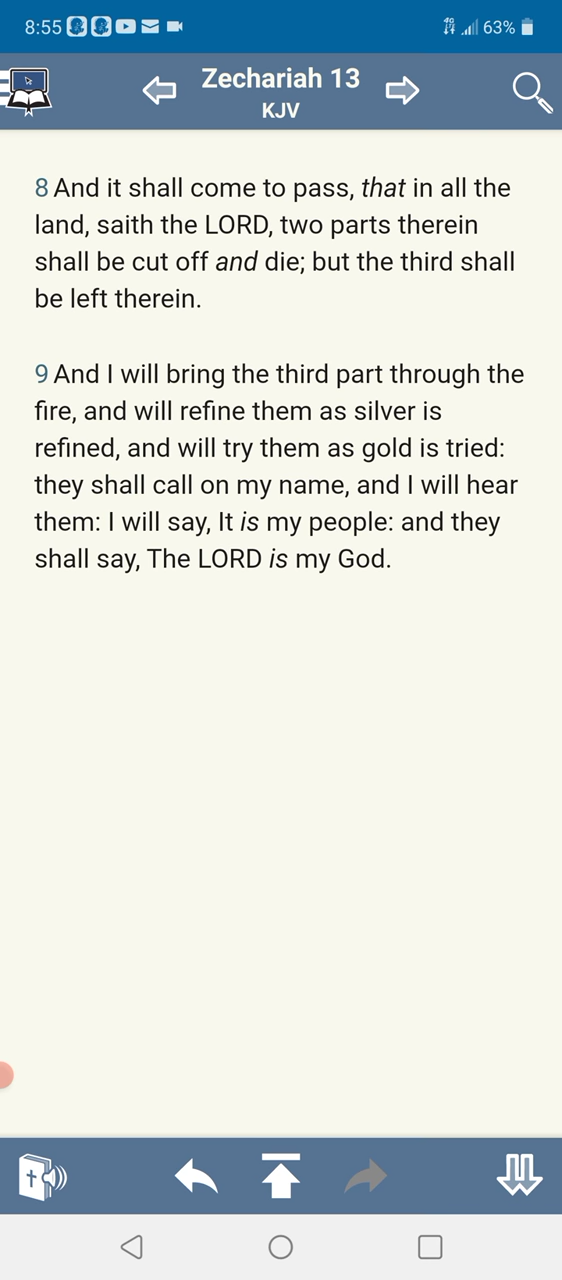 8:55
4G 63%
Zechariah 13
KJV
8 And it shall come to pass, that in all the
land, saith the LORD, two parts therein
shall be cut off and die; but the third shall
be left therein.
9 And I will bring the third part through the
fire, and will refine them as silver is
refined, and will try them as gold is tried:
they shall call on my name, and I will hear
them: I will say, It is my people: and they
shall say, The LORD is my God.